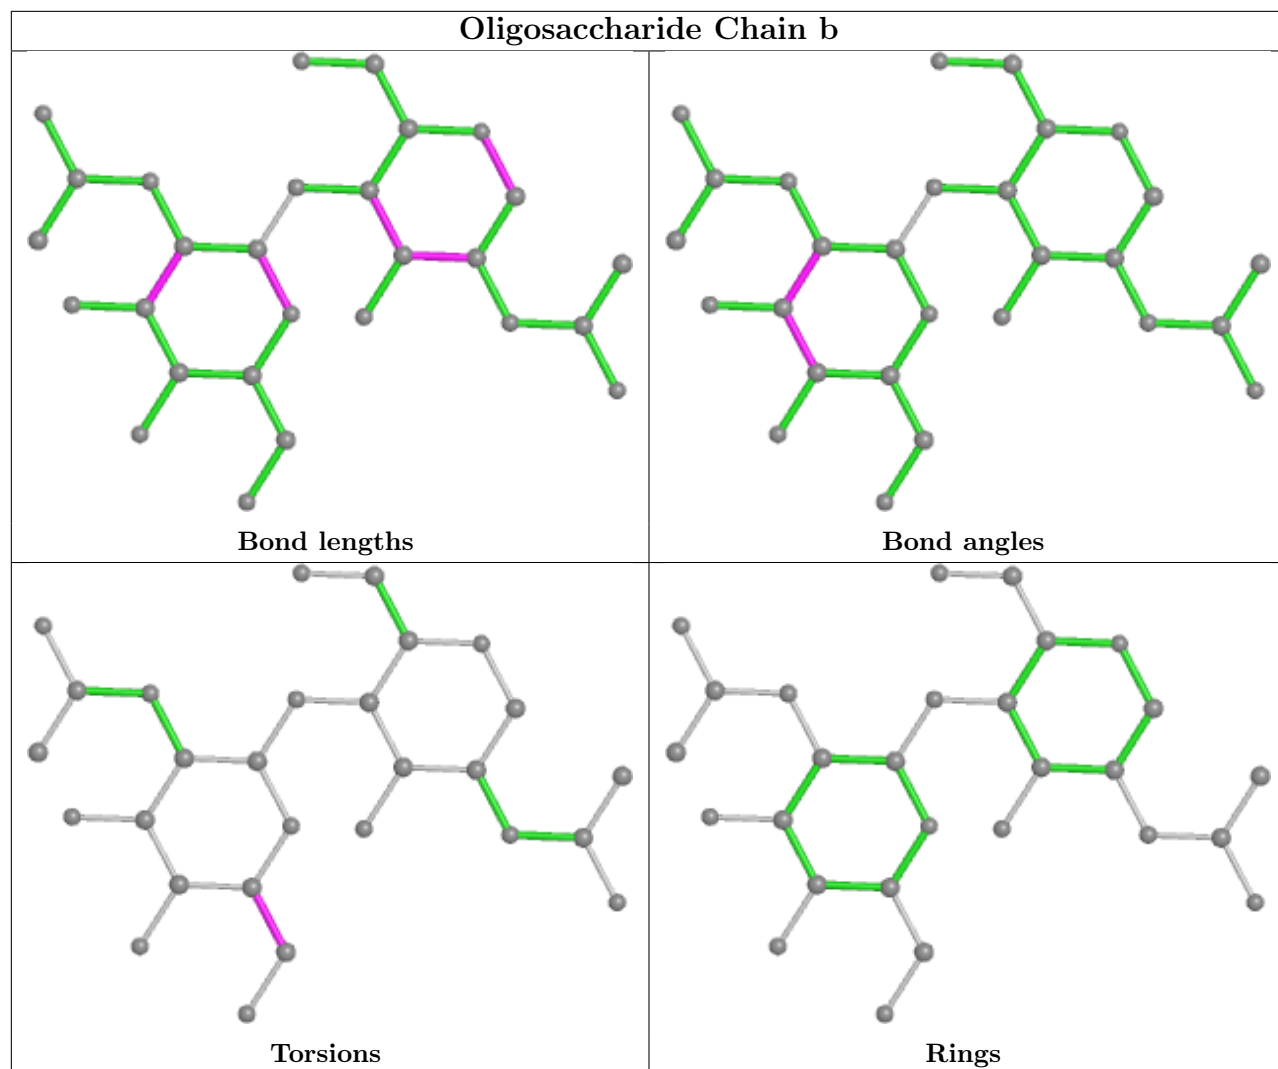 Oligosaccharide Chain b
Bond lengths
Bond angles
Torsions
Rings